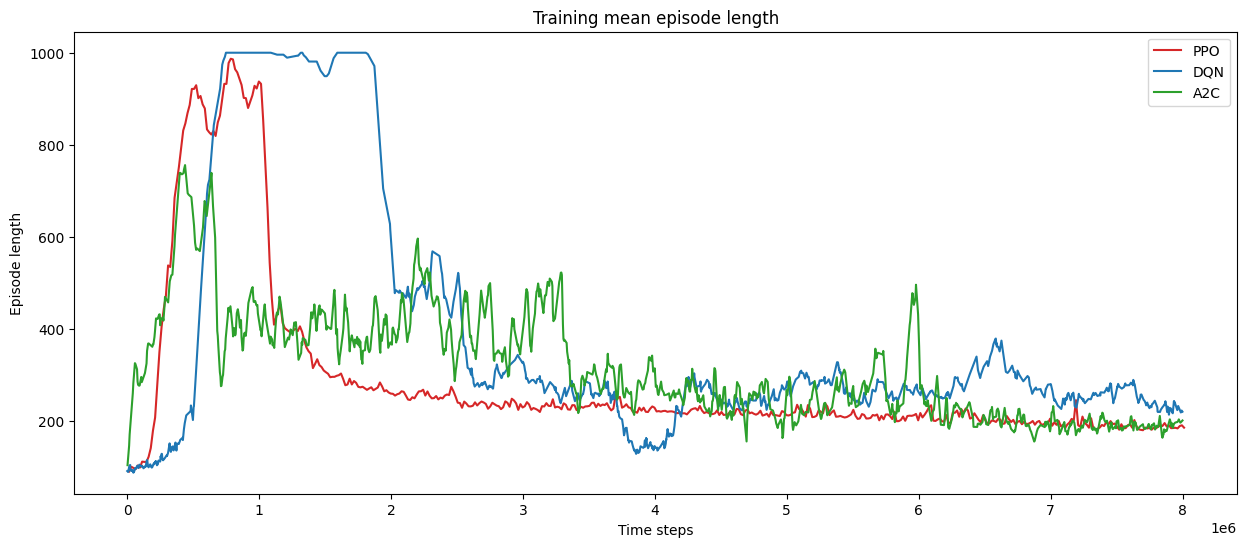 Training mean episode length
Episode length
1000
800
600
400
200
PPO
DQN
A2C
0 1 2 3 4 5 6 7 8
1e6
Time steps